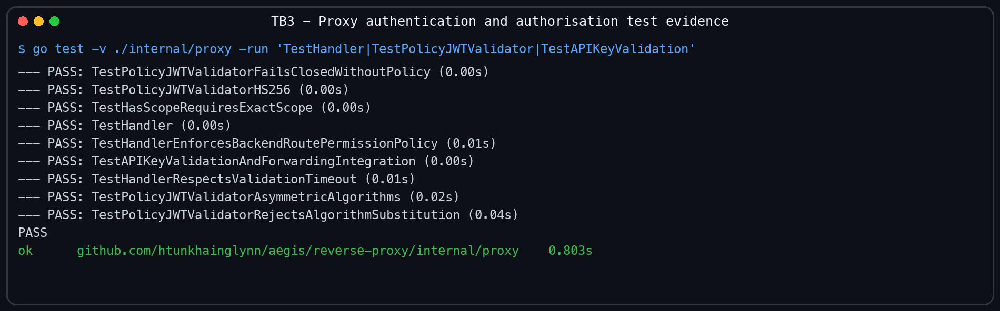 TB3 – Proxy authentication and authorisation test evidence
$ go test -v ./internal/proxy -run 'TestHandler|TestPolicyJWTValidator|TestAPIKeyValidation'
--- PASS: TestPolicyJWTValidatorFailsClosedWithoutPolicy (0.00s)
--- PASS: TestPolicyJWTValidatorHS256 (0.00s)
--- PASS: TestHasScopeRequiresExactScope (0.00s)
--- PASS: TestHandler (0.00s)
--- PASS: TestHandlerEnforcesBackendRoutePermissionPolicy (0.01s)
--- PASS: TestAPIKeyValidationAndForwardingIntegration (0.00s)
--- PASS: TestHandlerRespectsValidationTimeout (0.01s)
--- PASS: TestPolicyJWTValidatorAsymmetricAlgorithms (0.02s)
--- PASS: TestPolicyJWTValidatorRejectsAlgorithmSubstitution (0.04s)
PASS
ok      github.com/htunkhainglynn/aegis/reverse-proxy/internal/proxy    0.803s